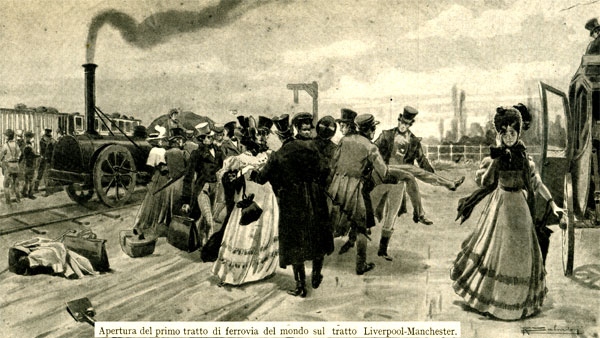 Apertura del primo tratto di ferrovia del mondo sul tratto Liverpool-Manchester.